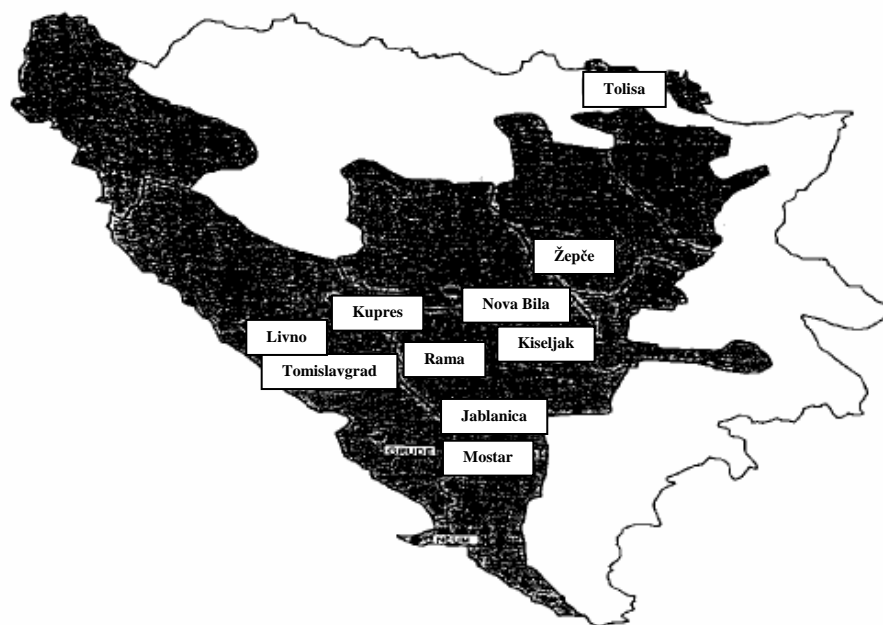 Tolisa
Žepče
Nova Bila
Kupres
Livno
Kiseljak
Rama
Tomislavgrad
Jablanica
GRUDE
Mostar
NEUM